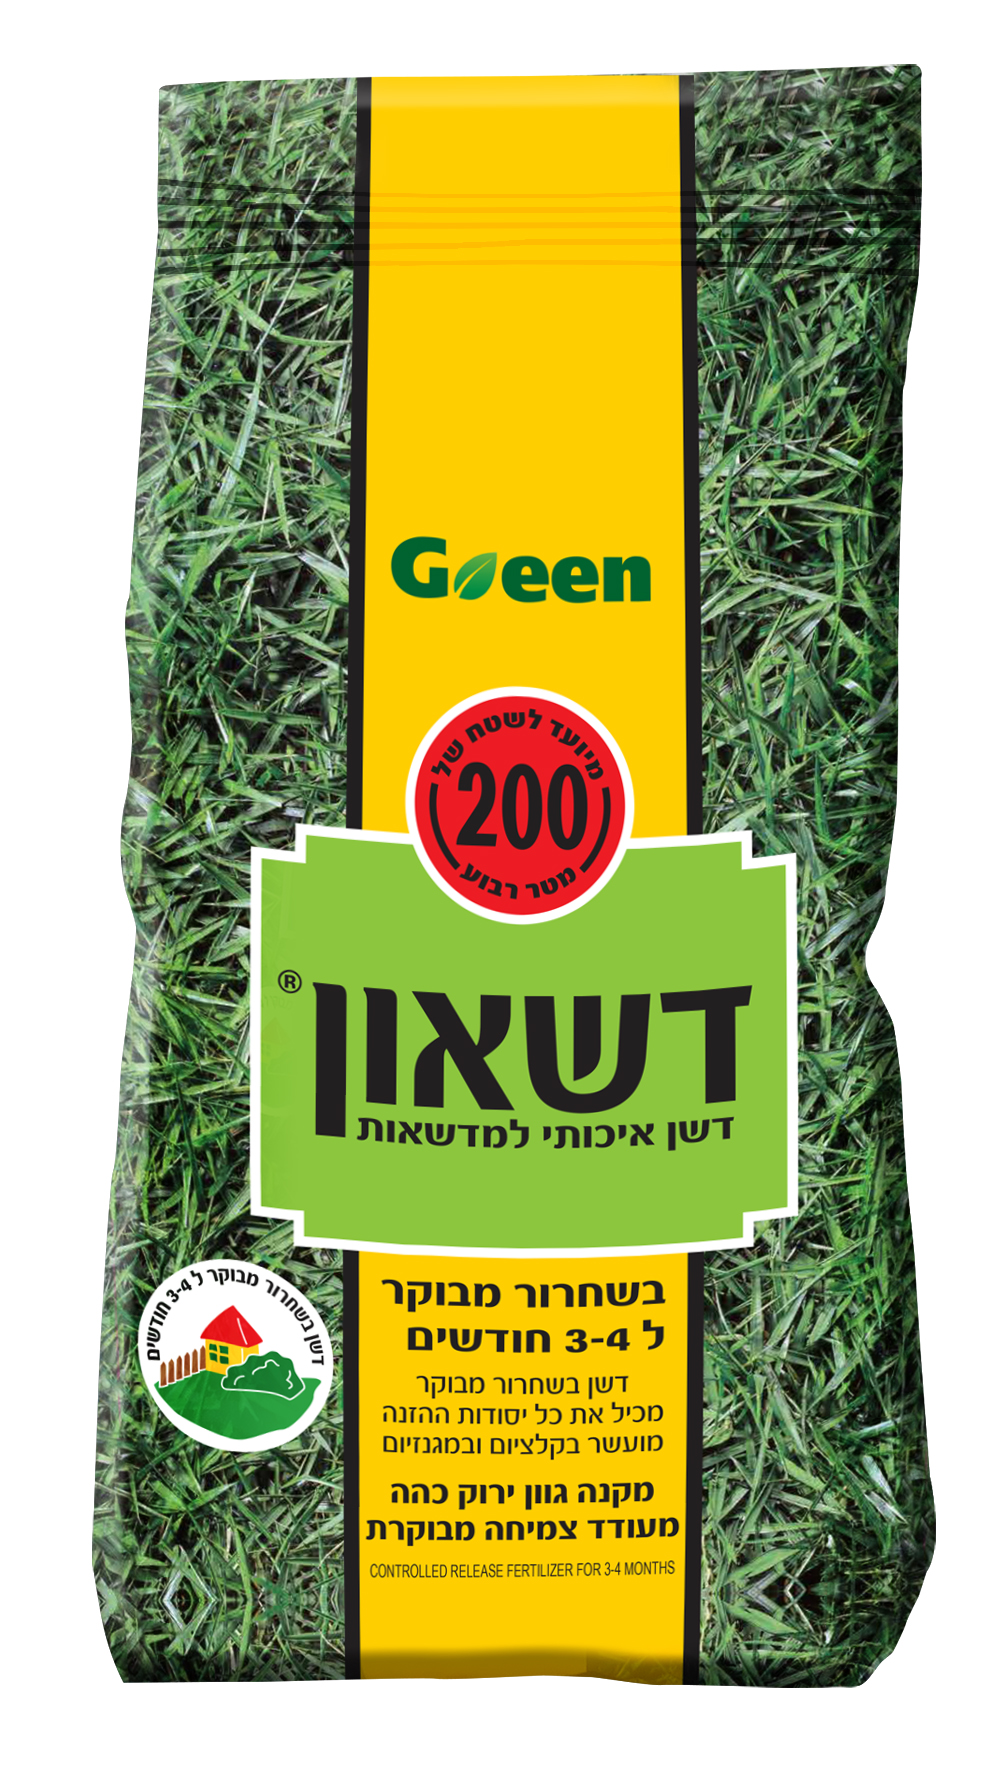 Green
מיועד לשטח של
200
מטר רבוע
דשאון®
דשן איכותי למדשאות
דשן בשחרור מבוקר ל 3-4 חודשים
בשחרור מבוקר
ל 3-4 חודשים
דשן בשחרור מבוקר
מכיל את כל יסודות ההזנה
מועשר בקלציום ובמגנזיום
מקנה גוון ירוק כהה
מעודד צמיחה מבוקרת
CONTROLLED RELEASE FERTILIZER FOR 3-4 MONTHS